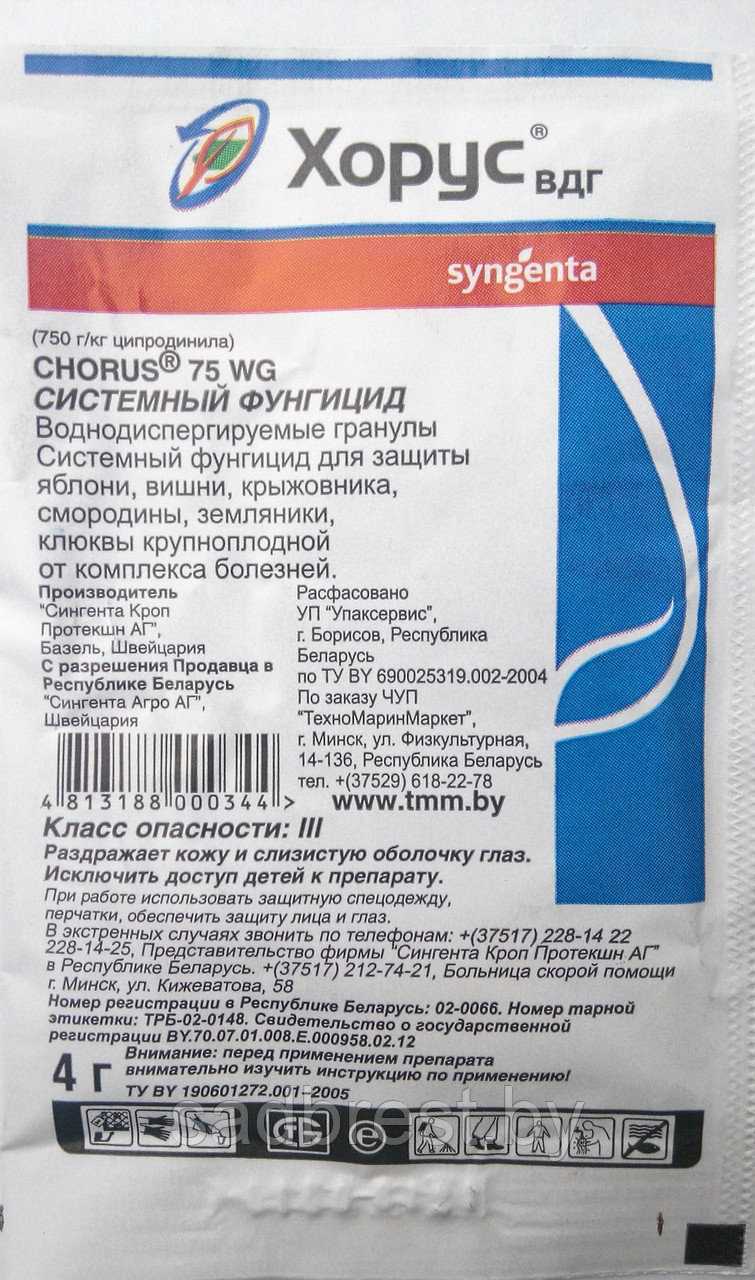 Хорус® ВДГ
syngenta
(750 г/кг ципродинила)
CHORUS® 75 WG
СИСТЕМНЫЙ ФУНГИЦИД
Воднодиспергируемые гранулы
Системный фунгицид для защиты
яблони, вишни, крыжовника,
смородины, земляники,
клюквы крупноплодной
от комплекса болезней.
Производитель
"Сингента Кроп
Протекшн АГ",
Базель, Швейцария
С разрешения Продавца в
Республике Беларусь
"Сингента Агро АГ",
Швейцария
Расфасовано
УП "Упаксервис",
г. Борисов, Республика
Беларусь
по ТУ BY 690025319.002-2004
По заказу ЧУП
"ТехноМаринМаркет",
г. Минск, ул. Физкультурная,
14-136, Республика Беларусь
тел. +(37529) 618-22-78
4 813188 000344 >
www.tmm.by
Класс опасности: III
Раздражает кожу и слизистую оболочку глаз.
Исключить доступ детей к препарату.
При работе использовать защитную спецодежду,
перчатки, обеспечить защиту лица и глаз.
В экстренных случаях звонить по телефонам: +(37517) 228-14 22
228-14-25, Представительство фирмы "Сингента Кроп Протекшн АГ"
в Республике Беларусь. +(37517) 212-74-21, Больница скорой помощи
г. Минск, ул. Кижеватова, 58
Номер регистрации в Республике Беларусь: 02-0066. Номер тарной
этикетки: ТРБ-02-0148. Свидетельство о государственной
регистрации BY.70.07.01.008.Е.000958.02.12
4 г
Внимание: перед применением препарата
внимательно изучить инструкцию по применению!
ТУ BY 190601272.001-2005
sadbrest.by